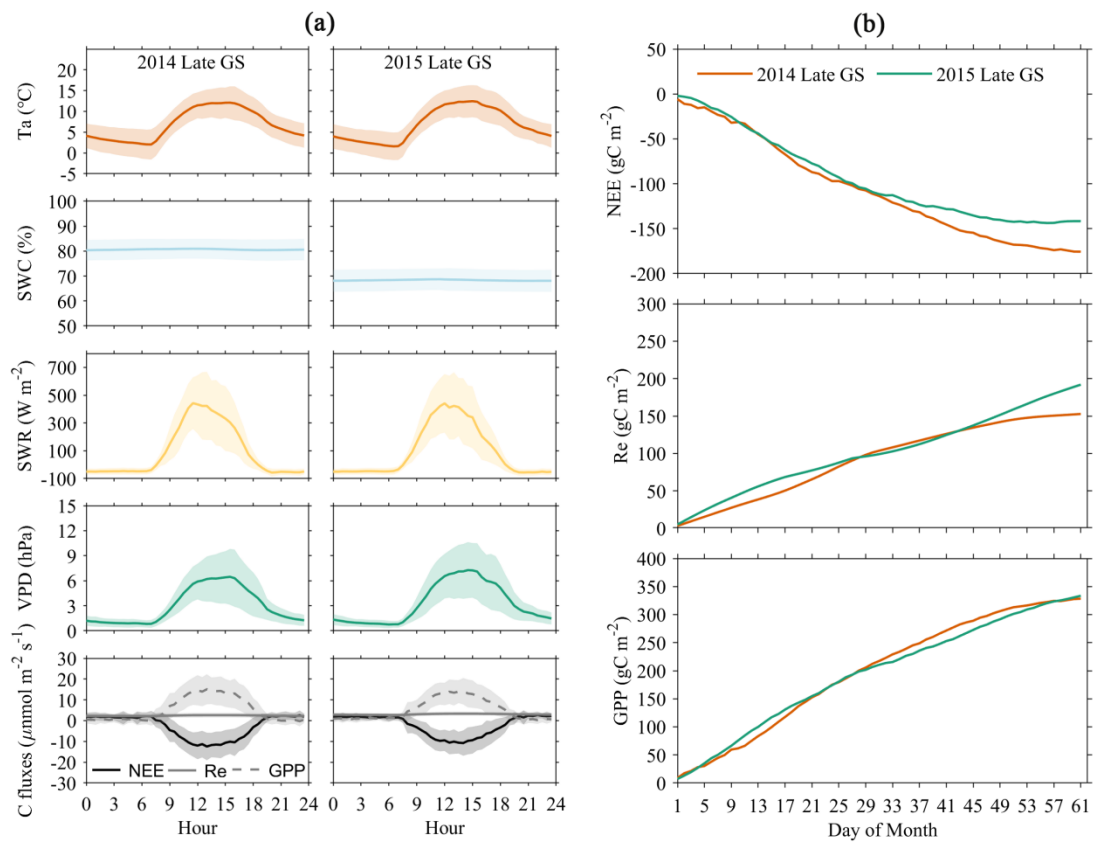 (a)
2014 Late GS
2015 Late GS
Ta (°C)
20
15
10
5
0
-5
SWC (%)
100
90
80
70
60
50
SWR (W m-2)
700
500
300
100
-100
VPD (hPa)
15
12
9
6
3
0
C fluxes (μmmol m-2 s-1)
30
20
10
0
-10
-20
-30
NEE Re GPP
0 3 6 9 12 15 18 21 24
0 3 6 9 12 15 18 21 24
Hour
Hour
(b)
2014 Late GS 2015 Late GS
NEE (gC m-2)
50
0
-50
-100
-150
-200
Re (gC m-2)
300
250
200
150
100
50
0
GPP (gC m-2)
400
350
300
250
200
150
100
50
0
1 5 9 13 17 21 25 29 33 37 41 45 49 53 57 61
Day of Month